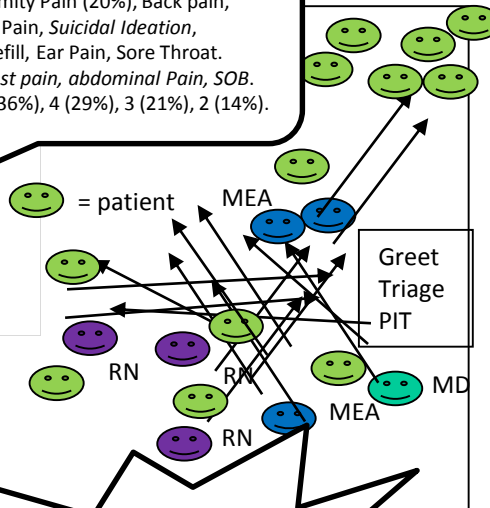 mity Pain (20%), Back pain,
Pain, Suicidal Ideation,
efill, Ear Pain, Sore Throat.
st pain, abdominal Pain, SOB.
36%), 4 (29%), 3 (21%), 2 (14%).
= patient
MEA
Greet
Triage
PIT
RN
RN
MD
MEA
RN